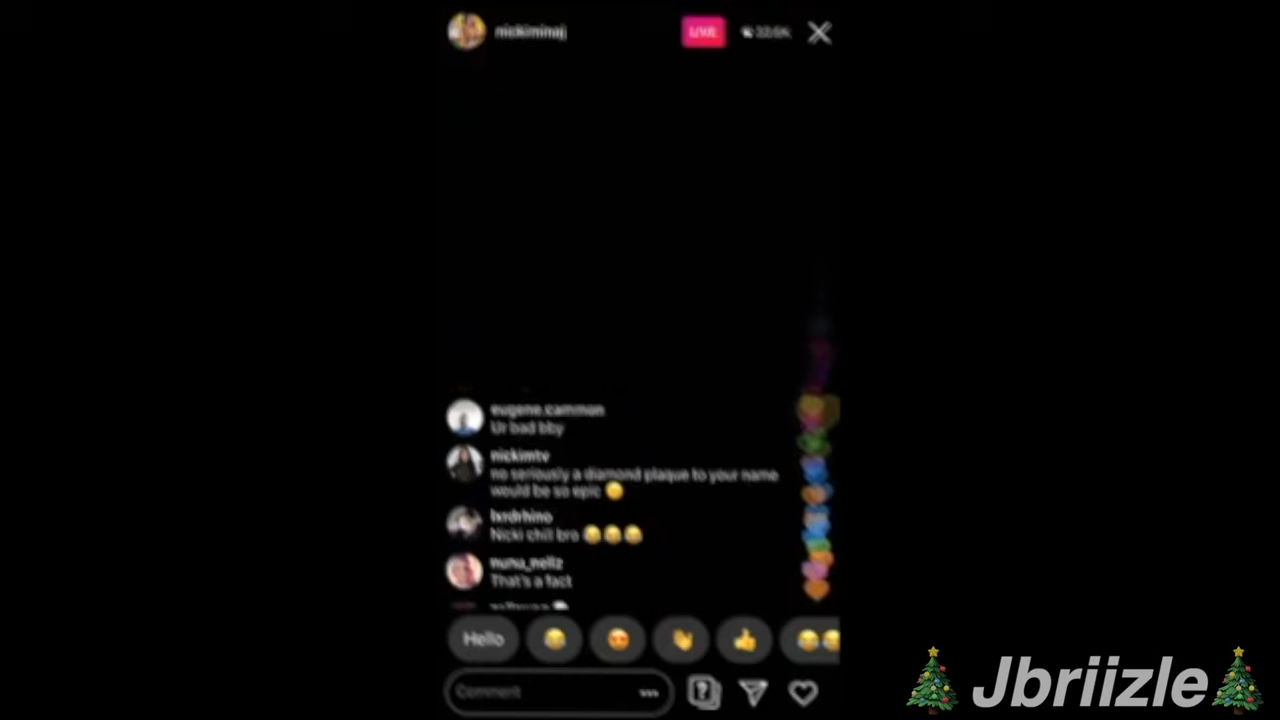 nickiminaj
LIVE
eugene.cammon
Ur bad bby
nickimtv
no seriously a diamond plaque to your name
would be so epic
lxrdrhino
Nicki chill bro
nunu_nellz
That's a fact
Hello
Comment
Jbriizle